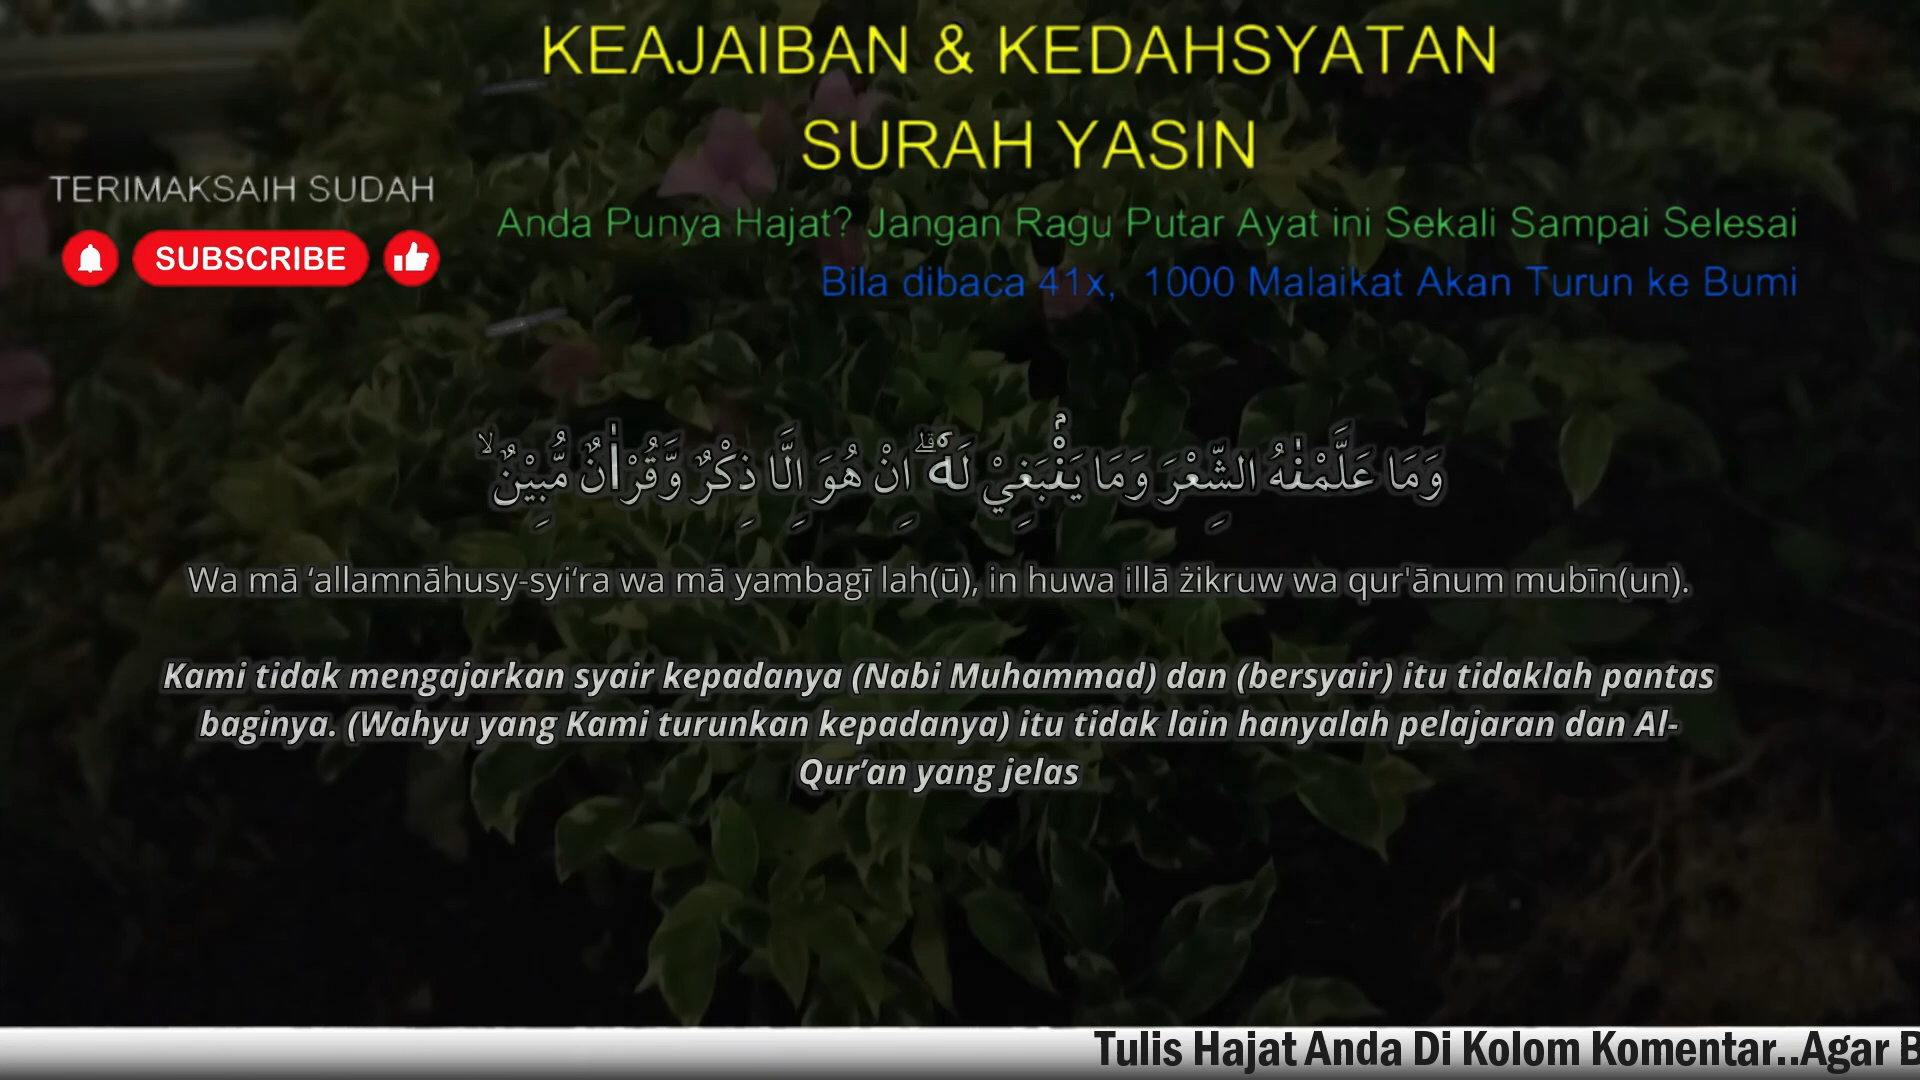 KEAJAIBAN & KEDAHSYATAN
SURAH YASIN
TERIMAKSAIH SUDAH
SUBSCRIBE
Anda Punya Hajat? Jangan Ragu Putar Ayat ini Sekali Sampai Selesai
Bila dibaca 41x, 1000 Malaikat Akan Turun ke Bumi
وَمَا عَلَّمْنٰهُ الشِّعْرَ وَمَا يَنْۢبَغِيْ لَهٗ ۗاِنْ هُوَ اِلَّا ذِكْرٌ وَّقُرْاٰنٌ مُّبِيْنٌ ۙ
Wa mā ‘allamnāhusy-syi‘ra wa mā yambagī lah(ū), in huwa illā żikruw wa qur'ānum mubīn(un).
Kami tidak mengajarkan syair kepadanya (Nabi Muhammad) dan (bersyair) itu tidaklah pantas
baginya. (Wahyu yang Kami turunkan kepadanya) itu tidak lain hanyalah pelajaran dan Al-
Qur’an yang jelas
Tulis Hajat Anda Di Kolom Komentar..Agar B